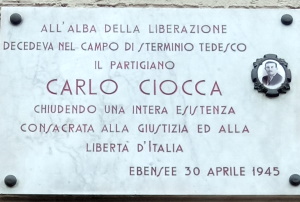 ALL'ALBA DELLA LIBERAZIONE
DECEDEVA NEL CAMPO DI STERMINIO TEDESCO
IL PARTIGIANO
CARLO CIOCCA
CHIUDENDO UNA INTERA ESISTENZA
CONSACRATA ALLA GIUSTIZIA ED ALLA
LIBERTÀ D'ITALIA
EBENSEE 30 APRILE 1945